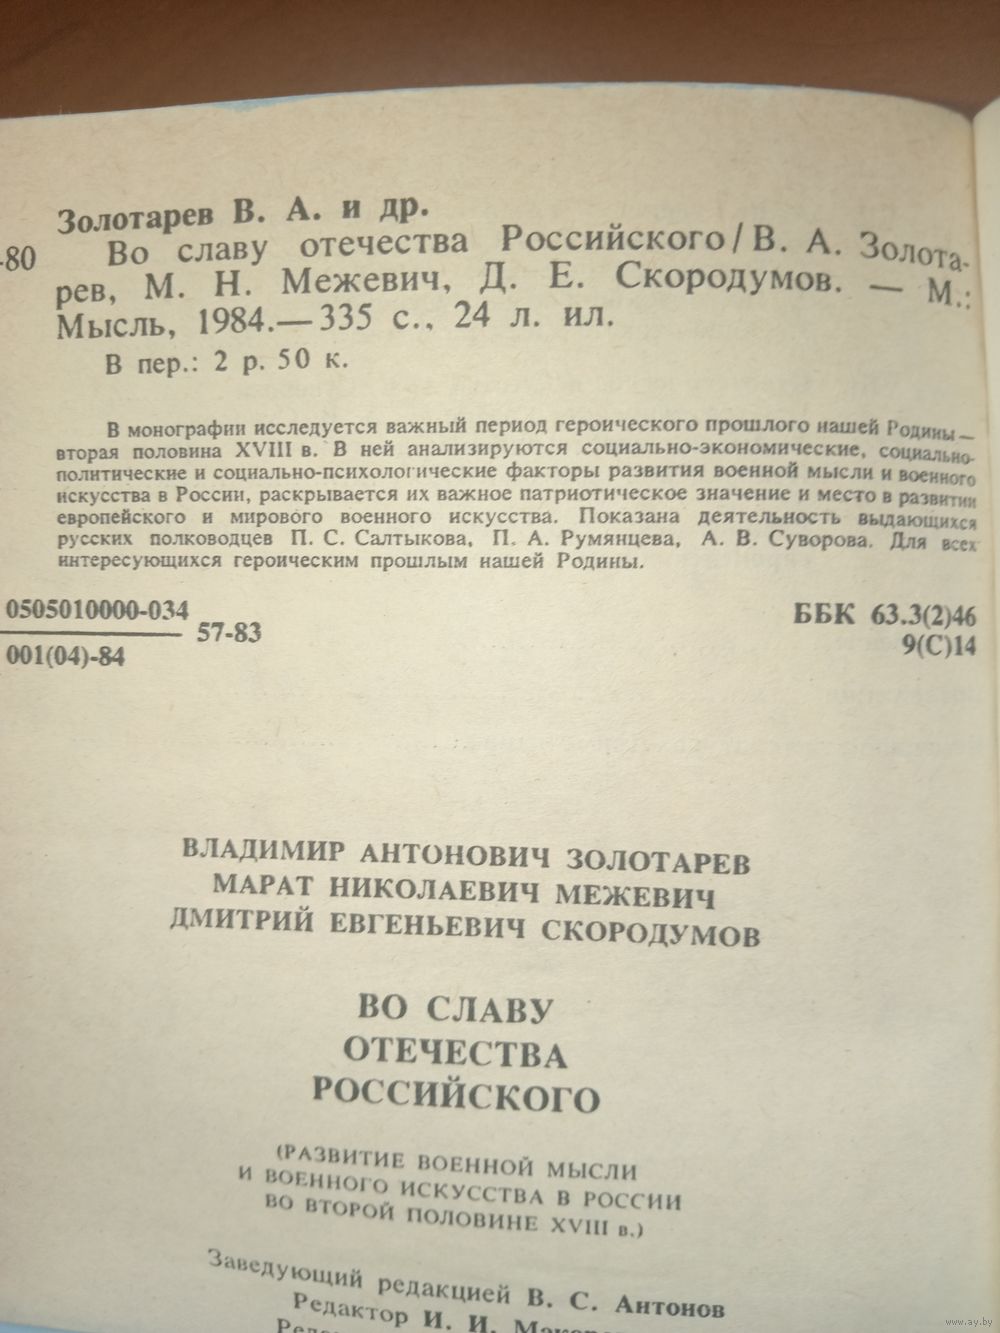 Золотарев В. А. и др.
-80 Во славу отечества Российского/В. А. Золота-
рев, М. Н. Межевич, Д. Е. Скородумов. — М.:
Мысль, 1984.— 335 с., 24 л. ил.
В пер.: 2 р. 50 к.
В монографии исследуется важный период героического прошлого нашей Родины —
вторая половина XVIII в. В ней анализируются социально-экономические, социально-
политические и социально-психологические факторы развития военной мысли и военного
искусства в России, раскрывается их важное патриотическое значение и место в развитии
европейского и мирового военного искусства. Показана деятельность выдающихся
русских полководцев П. С. Салтыкова, П. А. Румянцева, А. В. Суворова. Для всех
интересующихся героическим прошлым нашей Родины.
0505010000-034
57-83
001(04)-84
ББК 63.3(2)46
9(С)14
ВЛАДИМИР АНТОНОВИЧ ЗОЛОТАРЕВ
МАРАТ НИКОЛАЕВИЧ МЕЖЕВИЧ
ДМИТРИЙ ЕВГЕНЬЕВИЧ СКОРОДУМОВ
ВО СЛАВУ
ОТЕЧЕСТВА
РОССИЙСКОГО
(РАЗВИТИЕ ВОЕННОЙ МЫСЛИ
И ВОЕННОГО ИСКУССТВА В РОССИИ
ВО ВТОРОЙ ПОЛОВИНЕ XVIII в.)
Заведующий редакцией В. С. Антонов
Редактор И. И.
www.ay.by